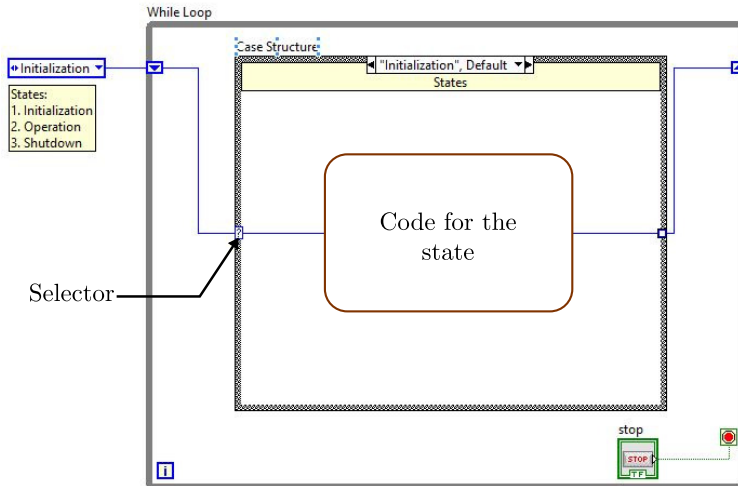 While Loop
Case Structure
Initialization
"Initialization", Default
States
States:
1. Initialization
2. Operation
3. Shutdown
Code for the
state
?
Selector
stop
STOP
TF
i